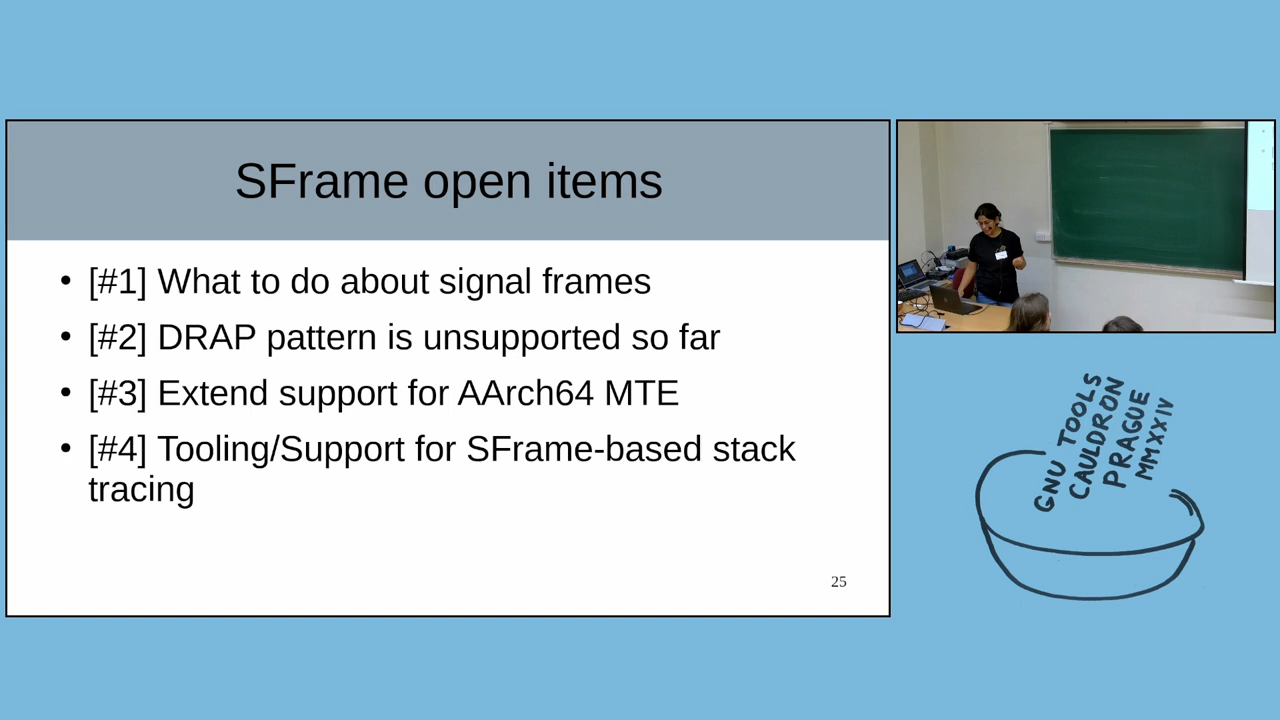 SFrame open items
• [#1] What to do about signal frames
• [#2] DRAP pattern is unsupported so far
• [#3] Extend support for AArch64 MTE
• [#4] Tooling/Support for SFrame-based stack
tracing
25
GNU TOOLS
CAULDRON
PRAGUE
MMXXIV